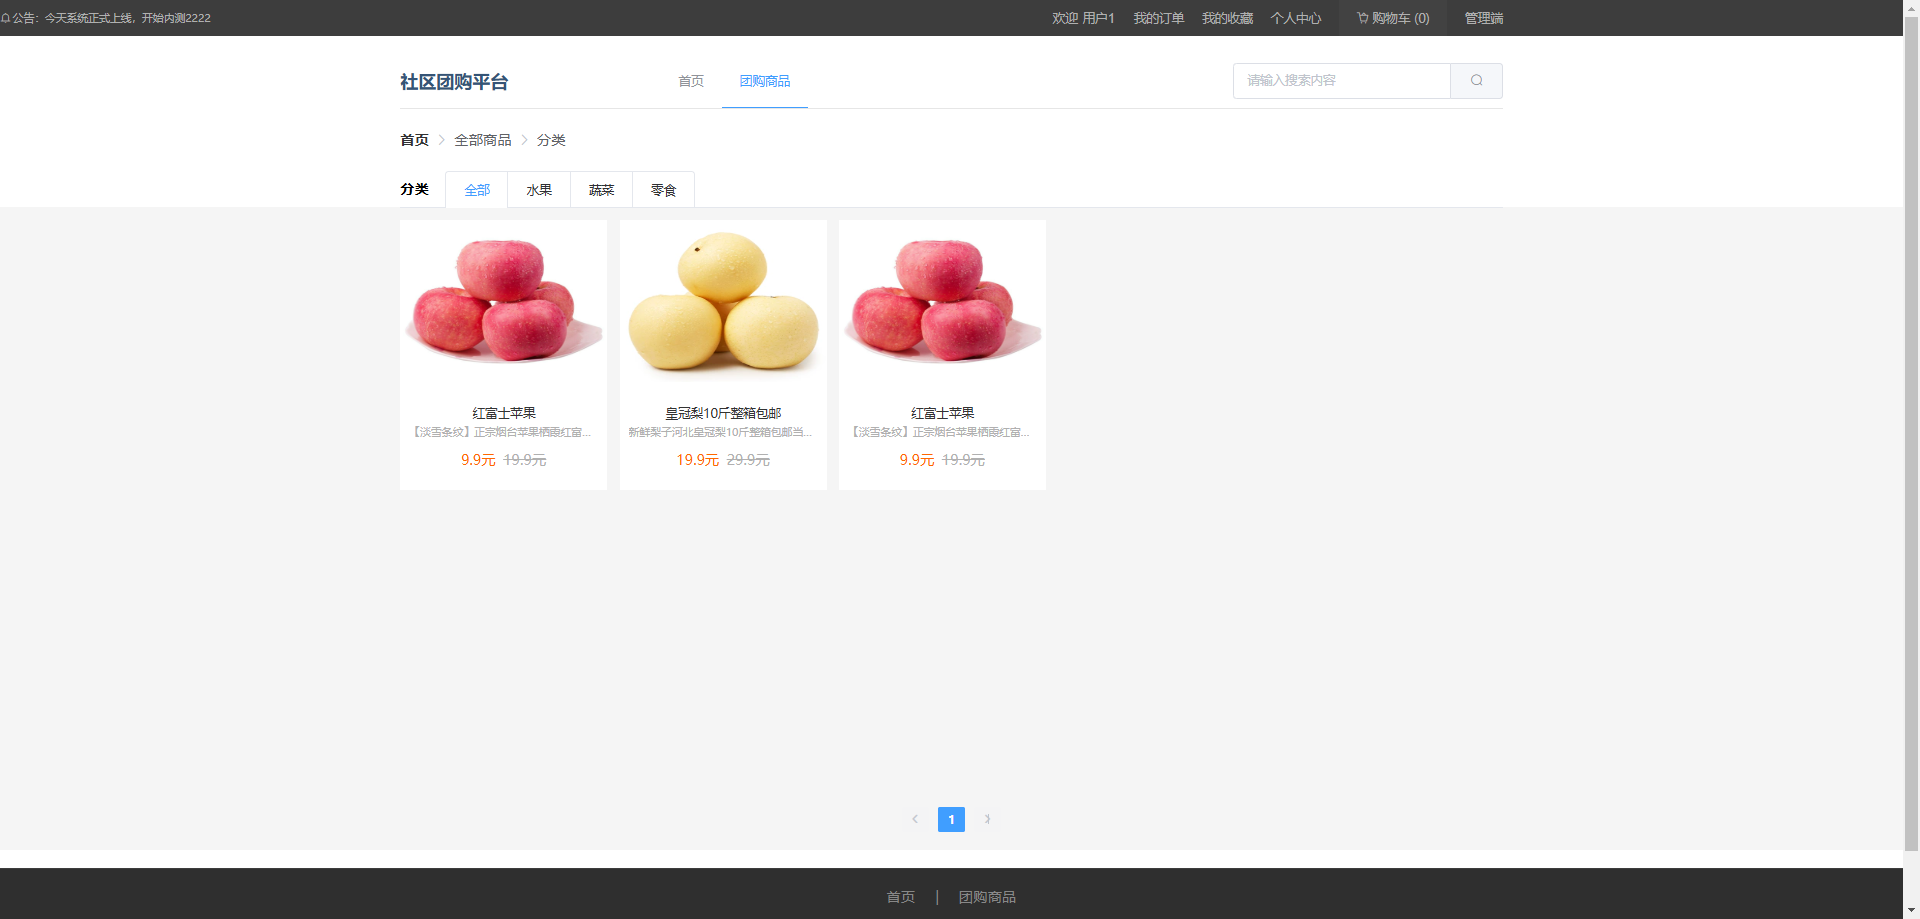 公告：今天系统正式上线，开始内测2222
欢迎 用户1 我的订单 我的收藏 个人中心 购物车 (0) 管理端
社区团购平台 首页 团购商品 请输入搜索内容
首页 全部商品 分类
分类 全部 水果 蔬菜 零食
红富士苹果
【淡雪条纹】正宗烟台苹果栖霞红富...
9.9元 19.9元
皇冠梨10斤整箱包邮
新鲜梨子河北皇冠梨10斤整箱包邮当...
19.9元 29.9元
红富士苹果
【淡雪条纹】正宗烟台苹果栖霞红富...
9.9元 19.9元
1
首页 | 团购商品